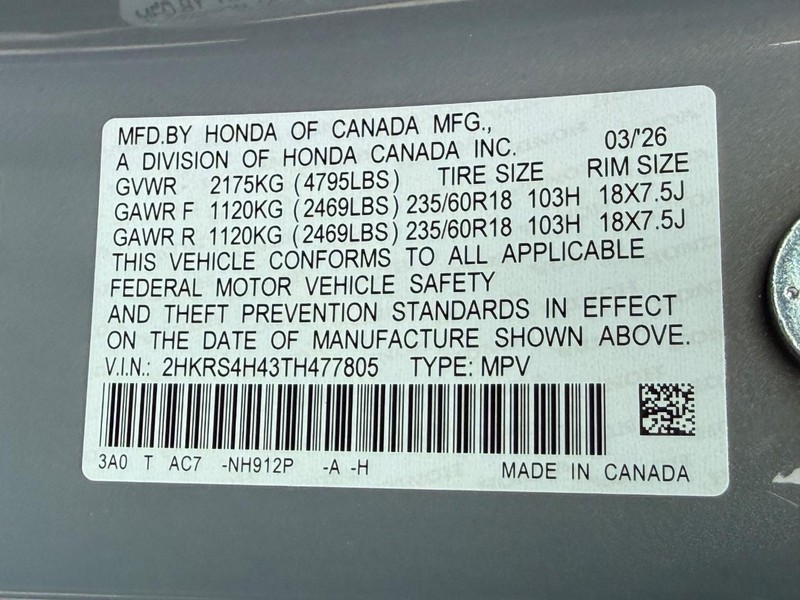 MFD.BY HONDA OF CANADA MFG.,
A DIVISION OF HONDA CANADA INC. 03/'26
GVWR 2175KG (4795LBS) TIRE SIZE RIM SIZE
GAWR F 1120KG (2469LBS) 235/60R18 103H 18X7.5J
GAWR R 1120KG (2469LBS) 235/60R18 103H 18X7.5J
THIS VEHICLE CONFORMS TO ALL APPLICABLE
FEDERAL MOTOR VEHICLE SAFETY
AND THEFT PREVENTION STANDARDS IN EFFECT
ON THE DATE OF MANUFACTURE SHOWN ABOVE.
V.I.N.: 2HKRS4H43TH477805 TYPE: MPV
3A0 T AC7 -NH912P -A -H MADE IN CANADA